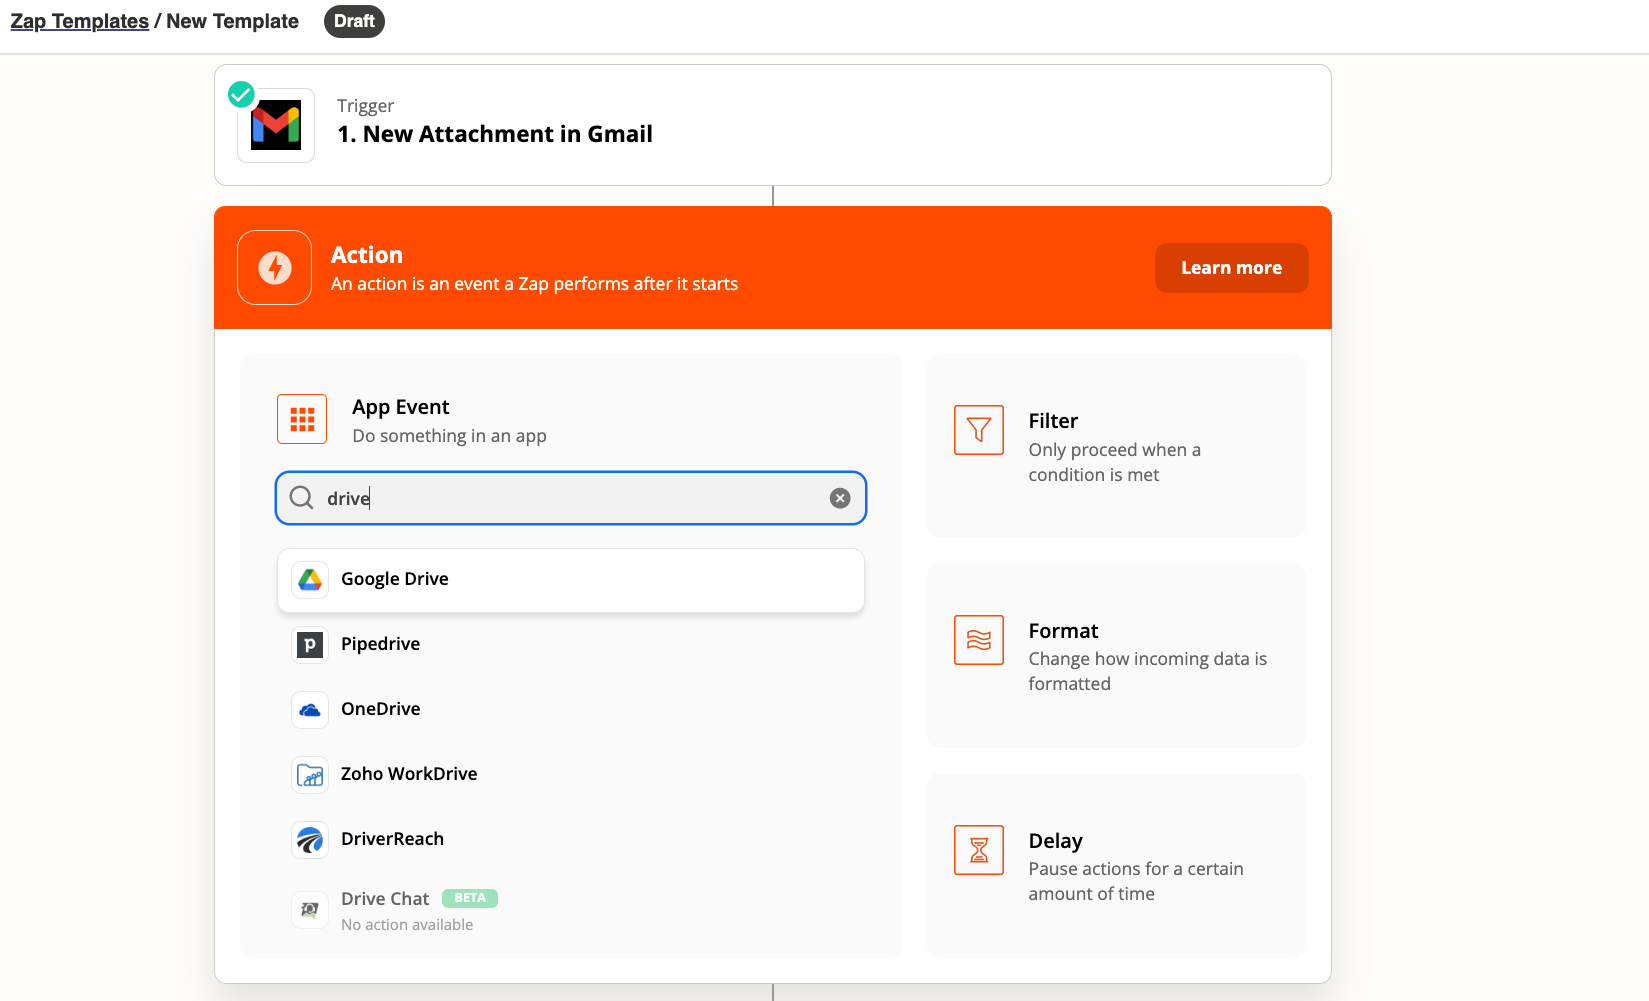 Zap Templates / New Template Draft
Trigger
1. New Attachment in Gmail
Action
An action is an event a Zap performs after it starts
Learn more
App Event
Do something in an app
drive
Google Drive
p Pipedrive
OneDrive
Zoho WorkDrive
DriverReach
Drive Chat BETA
No action available
Filter
Only proceed when a
condition is met
Format
Change how incoming data is
formatted
Delay
Pause actions for a certain
amount of time